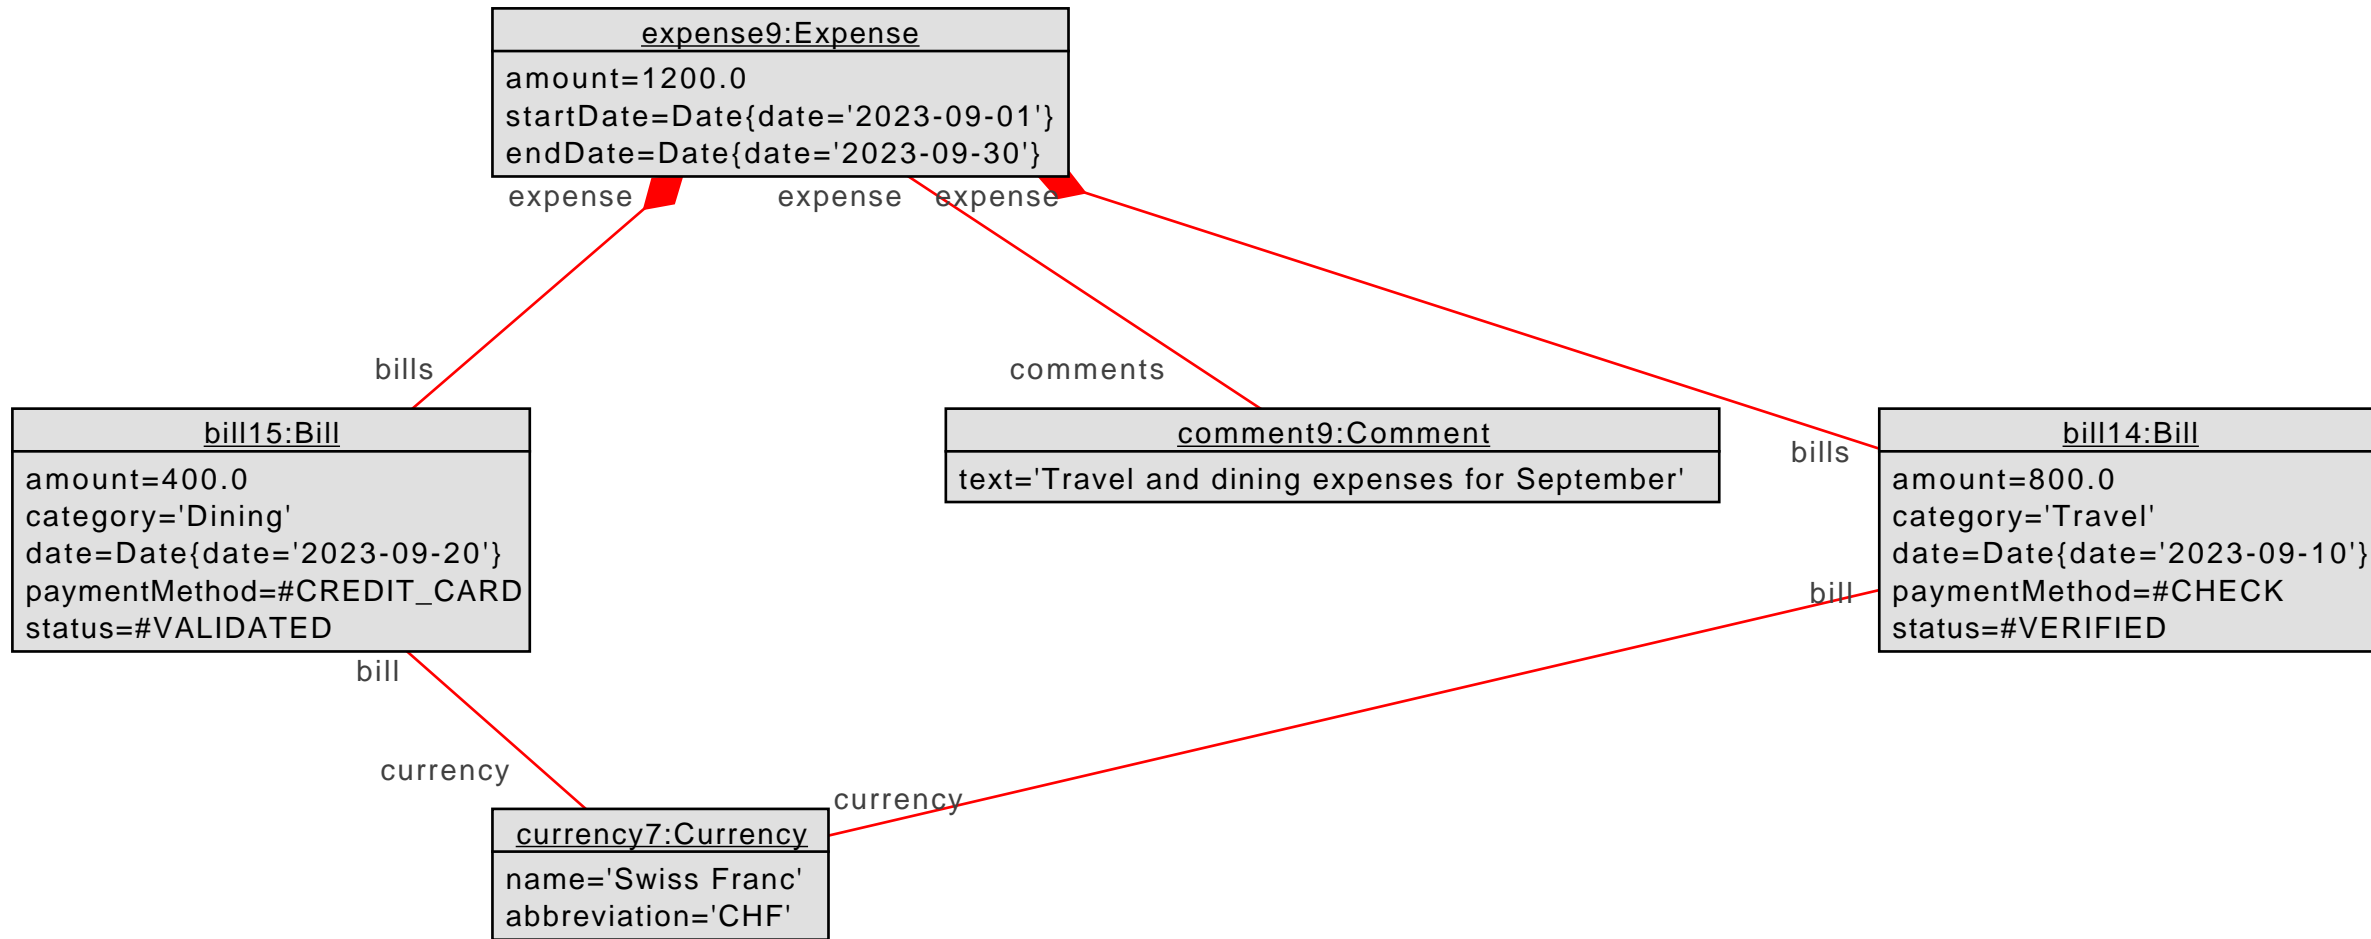 expense9:Expense
amount=1200.0
startDate=Date{date='2023-09-01'}
endDate=Date{date='2023-09-30'}
expense
expense
expense
bills
comments
bills
bill15:Bill
amount=400.0
category='Dining'
date=Date{date='2023-09-20'}
paymentMethod=#CREDIT_CARD
status=#VALIDATED
comment9:Comment
text='Travel and dining expenses for September'
bill14:Bill
amount=800.0
category='Travel'
date=Date{date='2023-09-10'}
paymentMethod=#CHECK
status=#VERIFIED
bill
bill
currency
currency
currency7:Currency
name='Swiss Franc'
abbreviation='CHF'